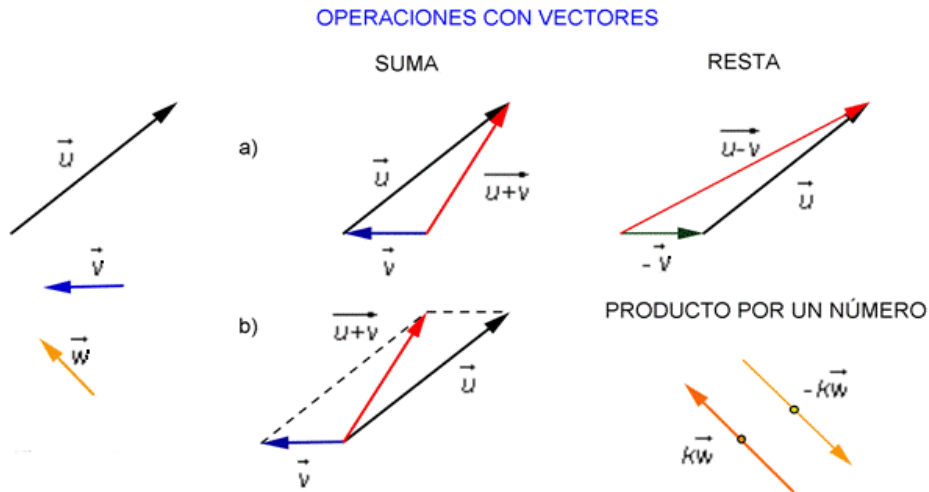 OPERACIONES CON VECTORES
SUMA
RESTA
u⃗
a)
u⃗
u+v
u-v
u⃗
v⃗
v⃗
-v⃗
w⃗
b)
u+v
u⃗
v⃗
PRODUCTO POR UN NÚMERO
-kw⃗
kw⃗